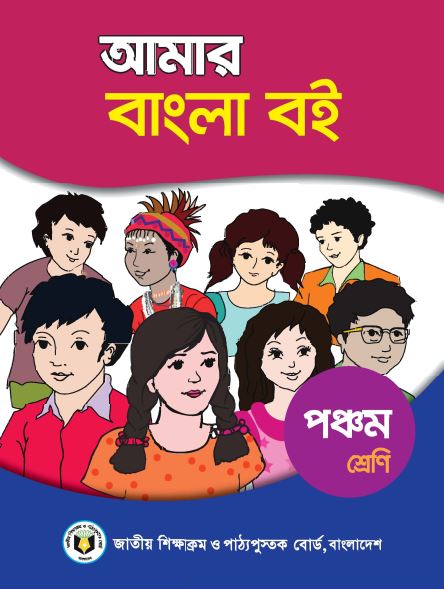 আমার
বাংলা বই
পঞ্চম
শ্রেণি
জাতীয় শিক্ষাক্রম ও পাঠ্যপুস্তক বোর্ড, বাংলাদেশ